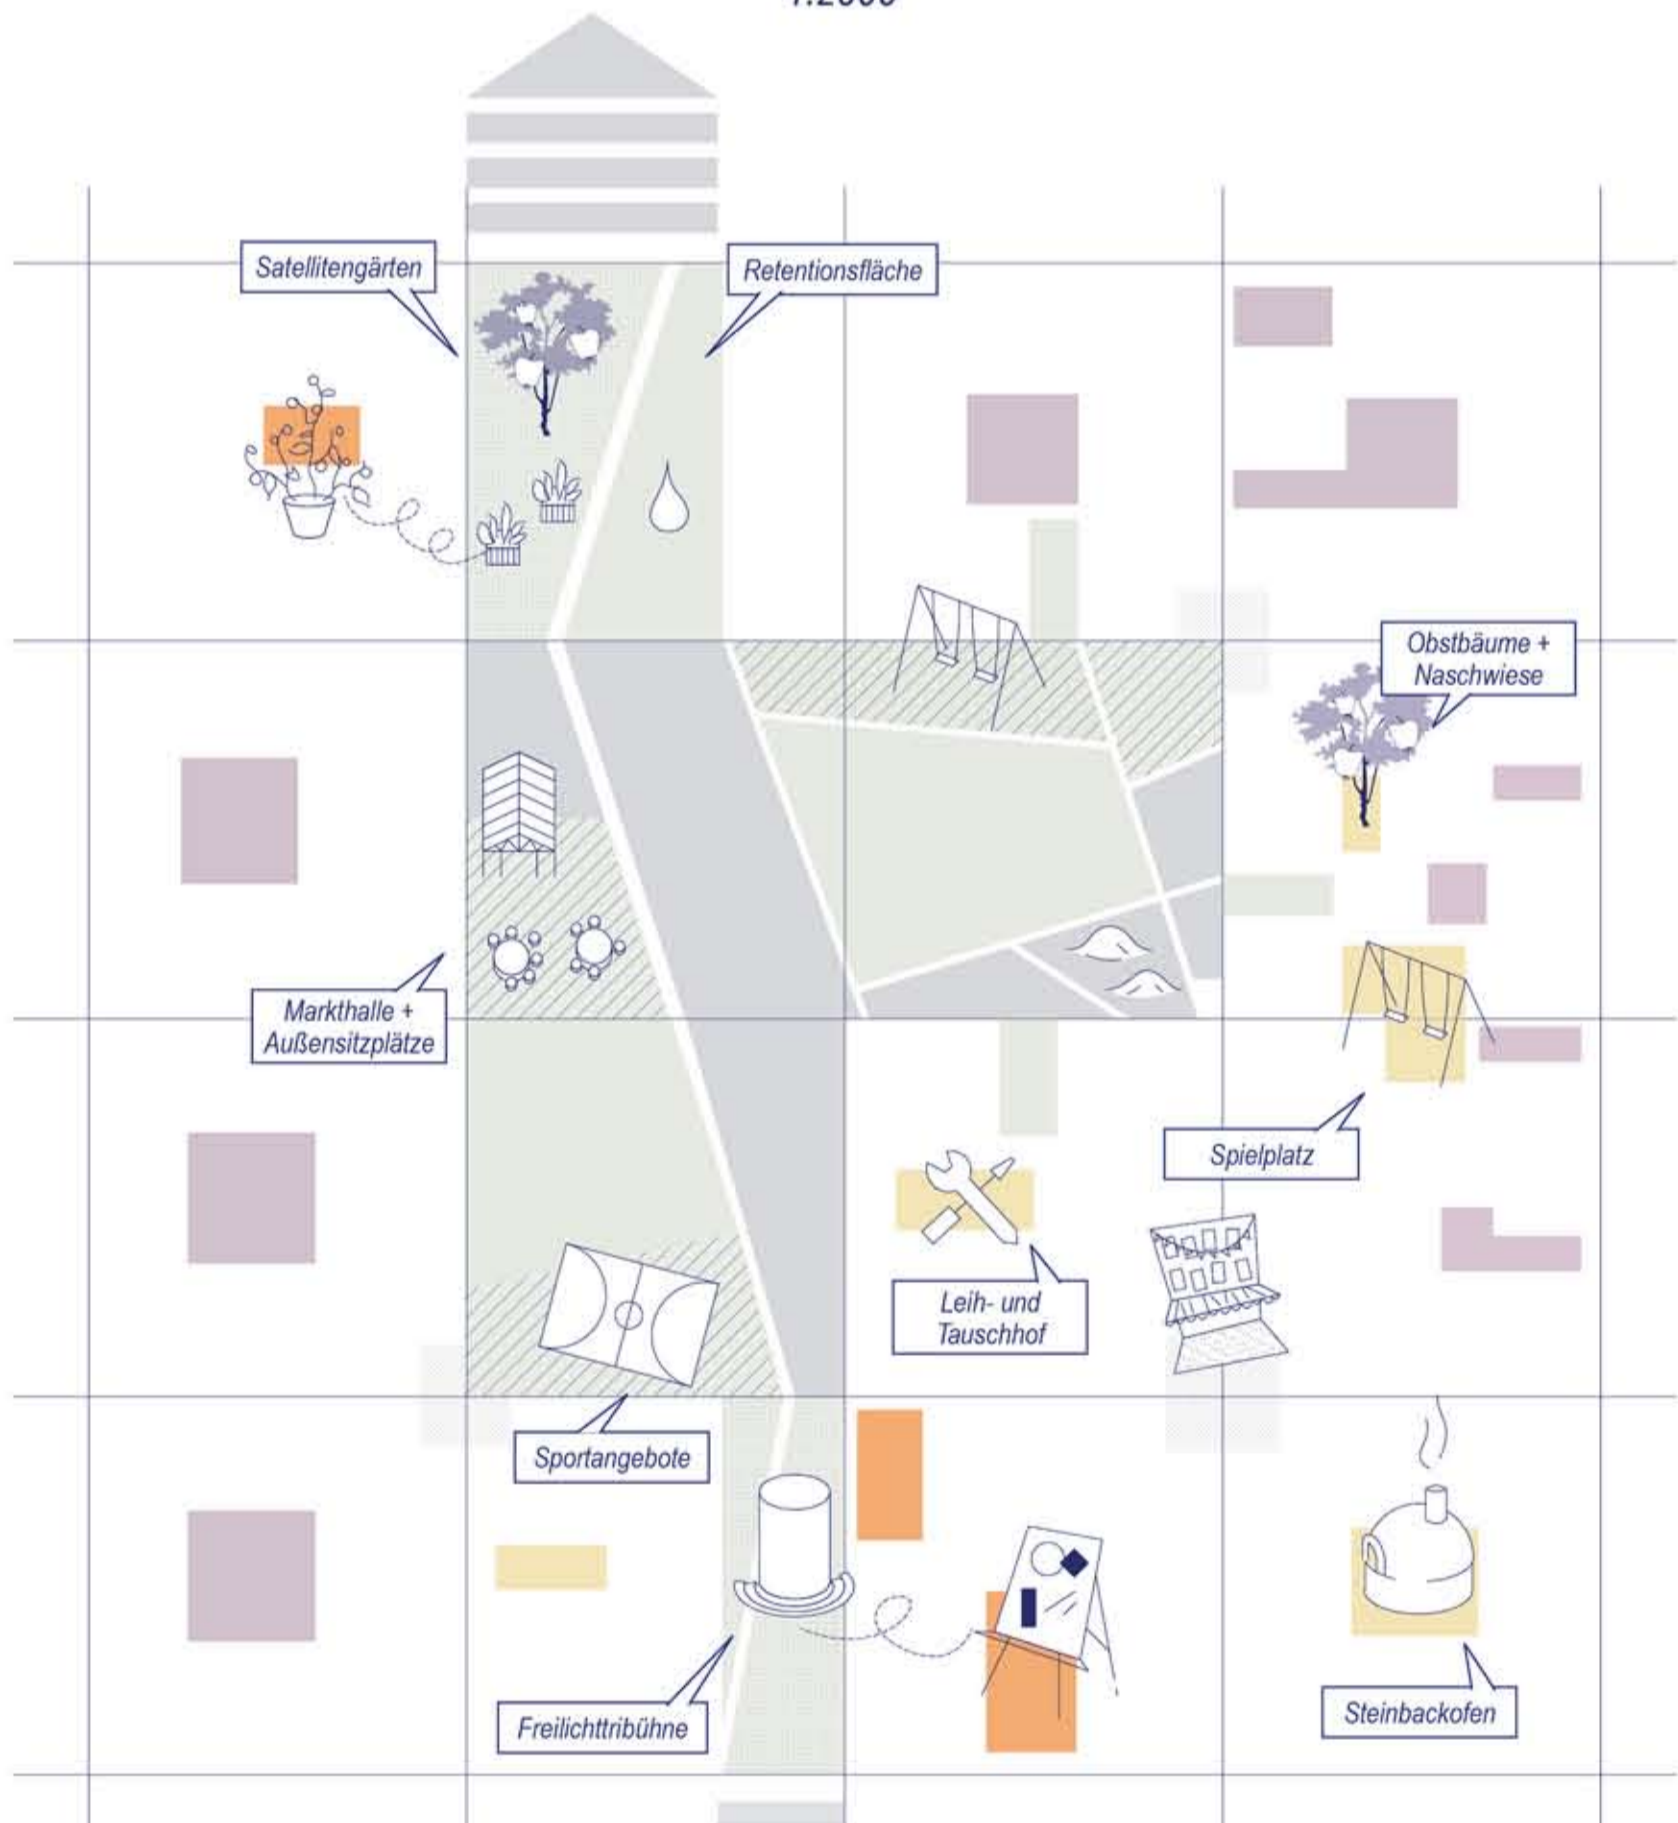 Satellitengärten
Retentionsfläche
Obstbäume +
Naschwiese
Markthalle +
Außensitzplätze
Spielplatz
Leih- und
Tauschhof
Sportangebote
Freilichttribühne
Steinbackofen